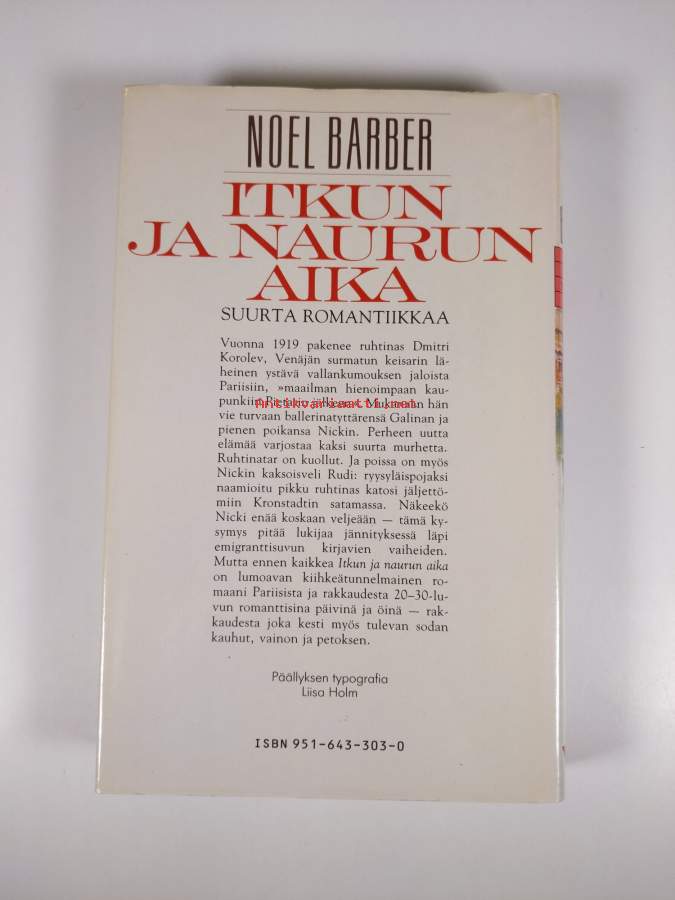 NOEL BARBER
ITKUN
JA NAURUN
AIKA
SUURTA ROMANTIIKKAA
Vuonna 1919 pakenee ruhtinas Dmitri
Korolev, Venäjän surmatun keisarin lä-
heinen ystävä vallankumouksen jaloista
Pariisiin, »maailman hienoimpaan kau-
punkiin
Antikvariaatti.net
Mukanaan hän
vie turvaan ballerinatyttärensä Galinan ja
pienen poikansa Nickin. Perheen uutta
elämää varjostaa kaksi suurta murhetta.
Ruhtinatar on kuollut. Ja poissa on myös
Nickin kaksoisveli Rudi: ryysyläispojaksi
naamioitu pikku ruhtinas katosi jäljettö-
miin Kronstadtin satamassa. Näkeekö
Nicki enää koskaan veljeään — tämä ky-
symys pitää lukijaa jännityksessä läpi
emigranttisuvun kirjavien vaiheiden.
Mutta ennen kaikkea Itkun ja naurun aika
on lumoavan kiihkeätunnelmainen ro-
maani Pariisista ja rakkaudesta 20–30-lu-
vun romanttisina päivinä ja öinä — rak-
kaudesta joka kesti myös tulevan sodan
kauhut, vainon ja petoksen.
Päällyksen typografia
Liisa Holm
ISBN 951-643-303-0